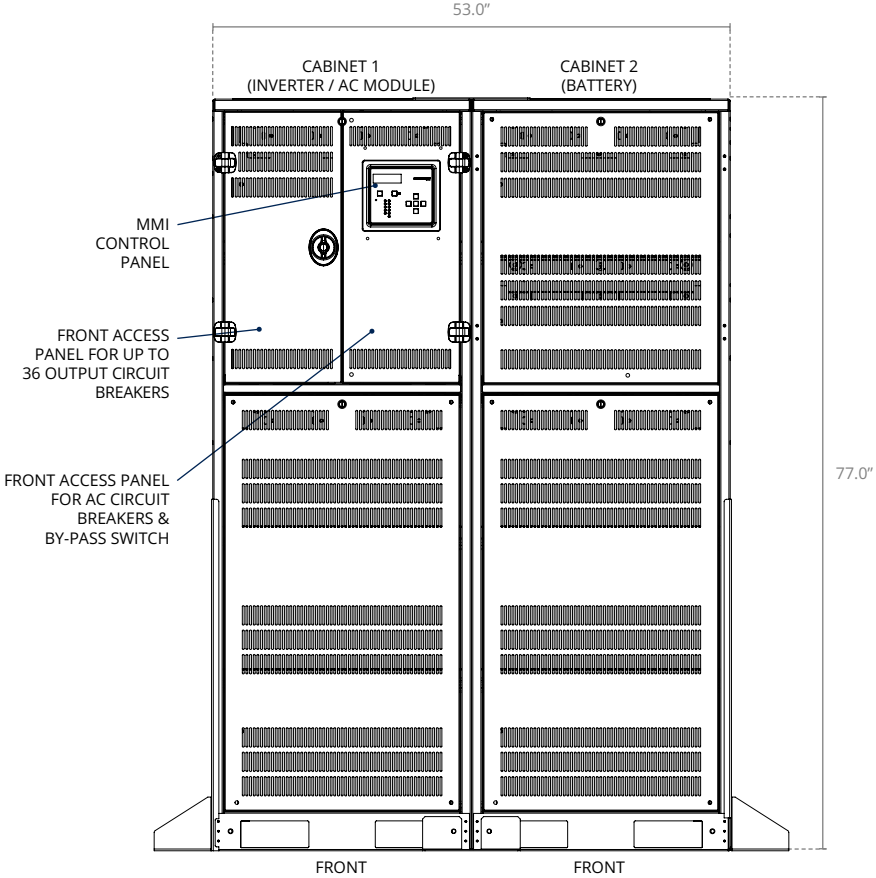 53.0”
CABINET 1
(INVERTER / AC MODULE)
CABINET 2
(BATTERY)
MMI
CONTROL
PANEL
FRONT ACCESS
PANEL FOR UP TO
36 OUTPUT CIRCUIT
BREAKERS
FRONT ACCESS PANEL
FOR AC CIRCUIT
BREAKERS &
BY-PASS SWITCH
77.0”
FRONT
FRONT